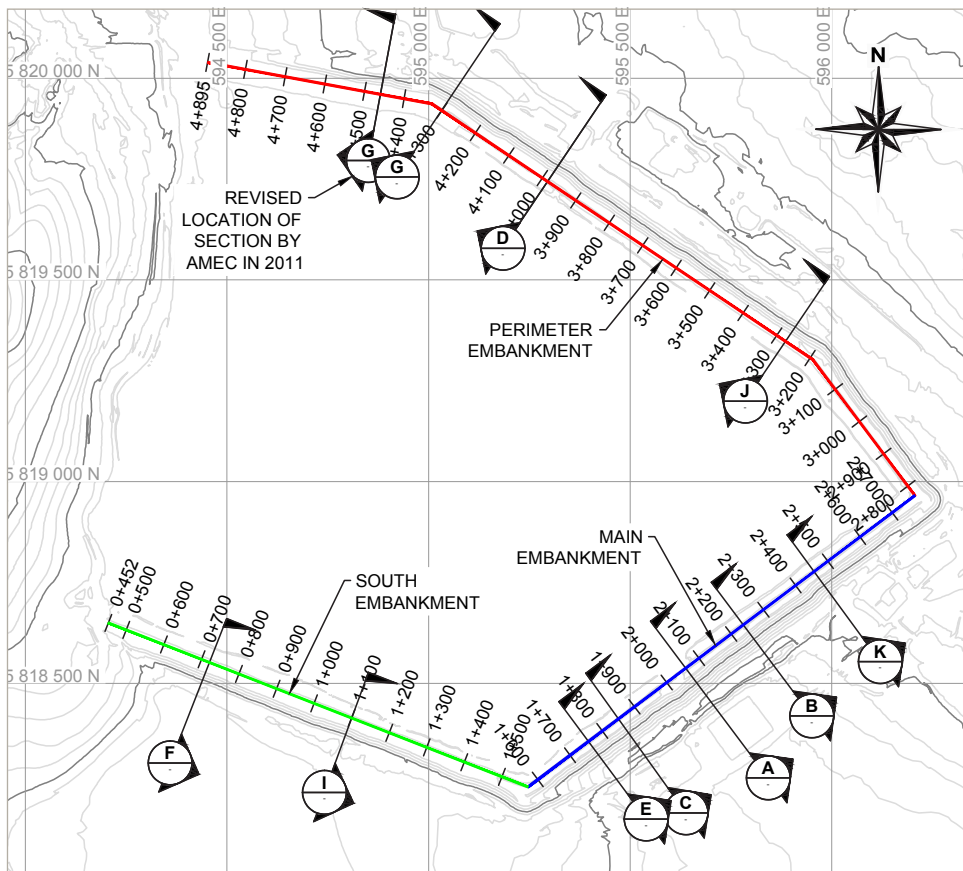 594 500 E
595 000 E
595 500 E
596 000 E
5 820 000 N
5 819 500 N
5 819 000 N
5 818 500 N
N
4+895
4+800
4+700
4+600
4+200
4+100
3+900
3+800
3+700
3+600
3+500
3+400
3+200
3+100
3+000
2+800
2+700
2+600
2+400
2+300
2+200
2+100
2+000
1+900
1+800
1+700
1+400
1+300
1+200
1+100
1+000
0+900
0+800
0+700
0+600
0+500
0+452
G
-
G
-
D
-
J
-
K
-
B
-
A
-
C
-
E
-
I
-
F
-
REVISED
LOCATION OF
SECTION BY
AMEC IN 2011
PERIMETER
EMBANKMENT
MAIN
EMBANKMENT
SOUTH
EMBANKMENT